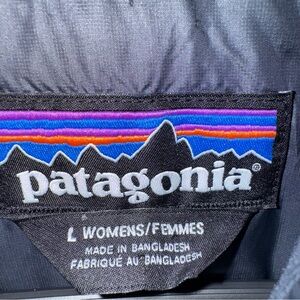 patagonia®
L WOMENS/FEMMES
MADE IN BANGLADESH
FABRIQUÉ AU BANGLADESH